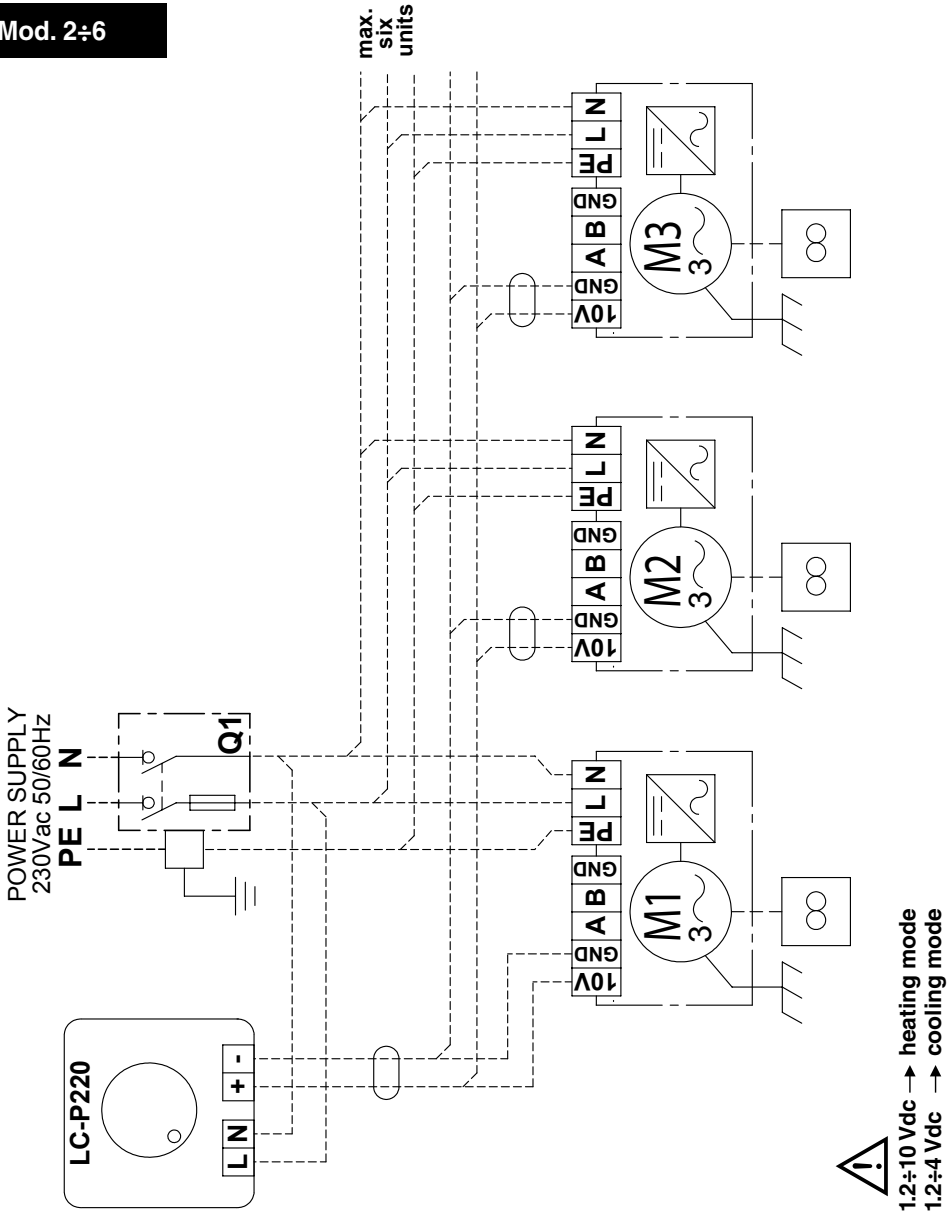 Mod. 2÷6
max.
six
units
POWER SUPPLY
230Vac 50/60Hz
PE L N
Q1
LC-P220
L N + -
10V GND A B GND PE L N
M1
3
10V GND A B GND PE L N
M2
3
10V GND A B GND PE L N
M3
3
1.2÷10 Vdc → heating mode
1.2÷4 Vdc → cooling mode